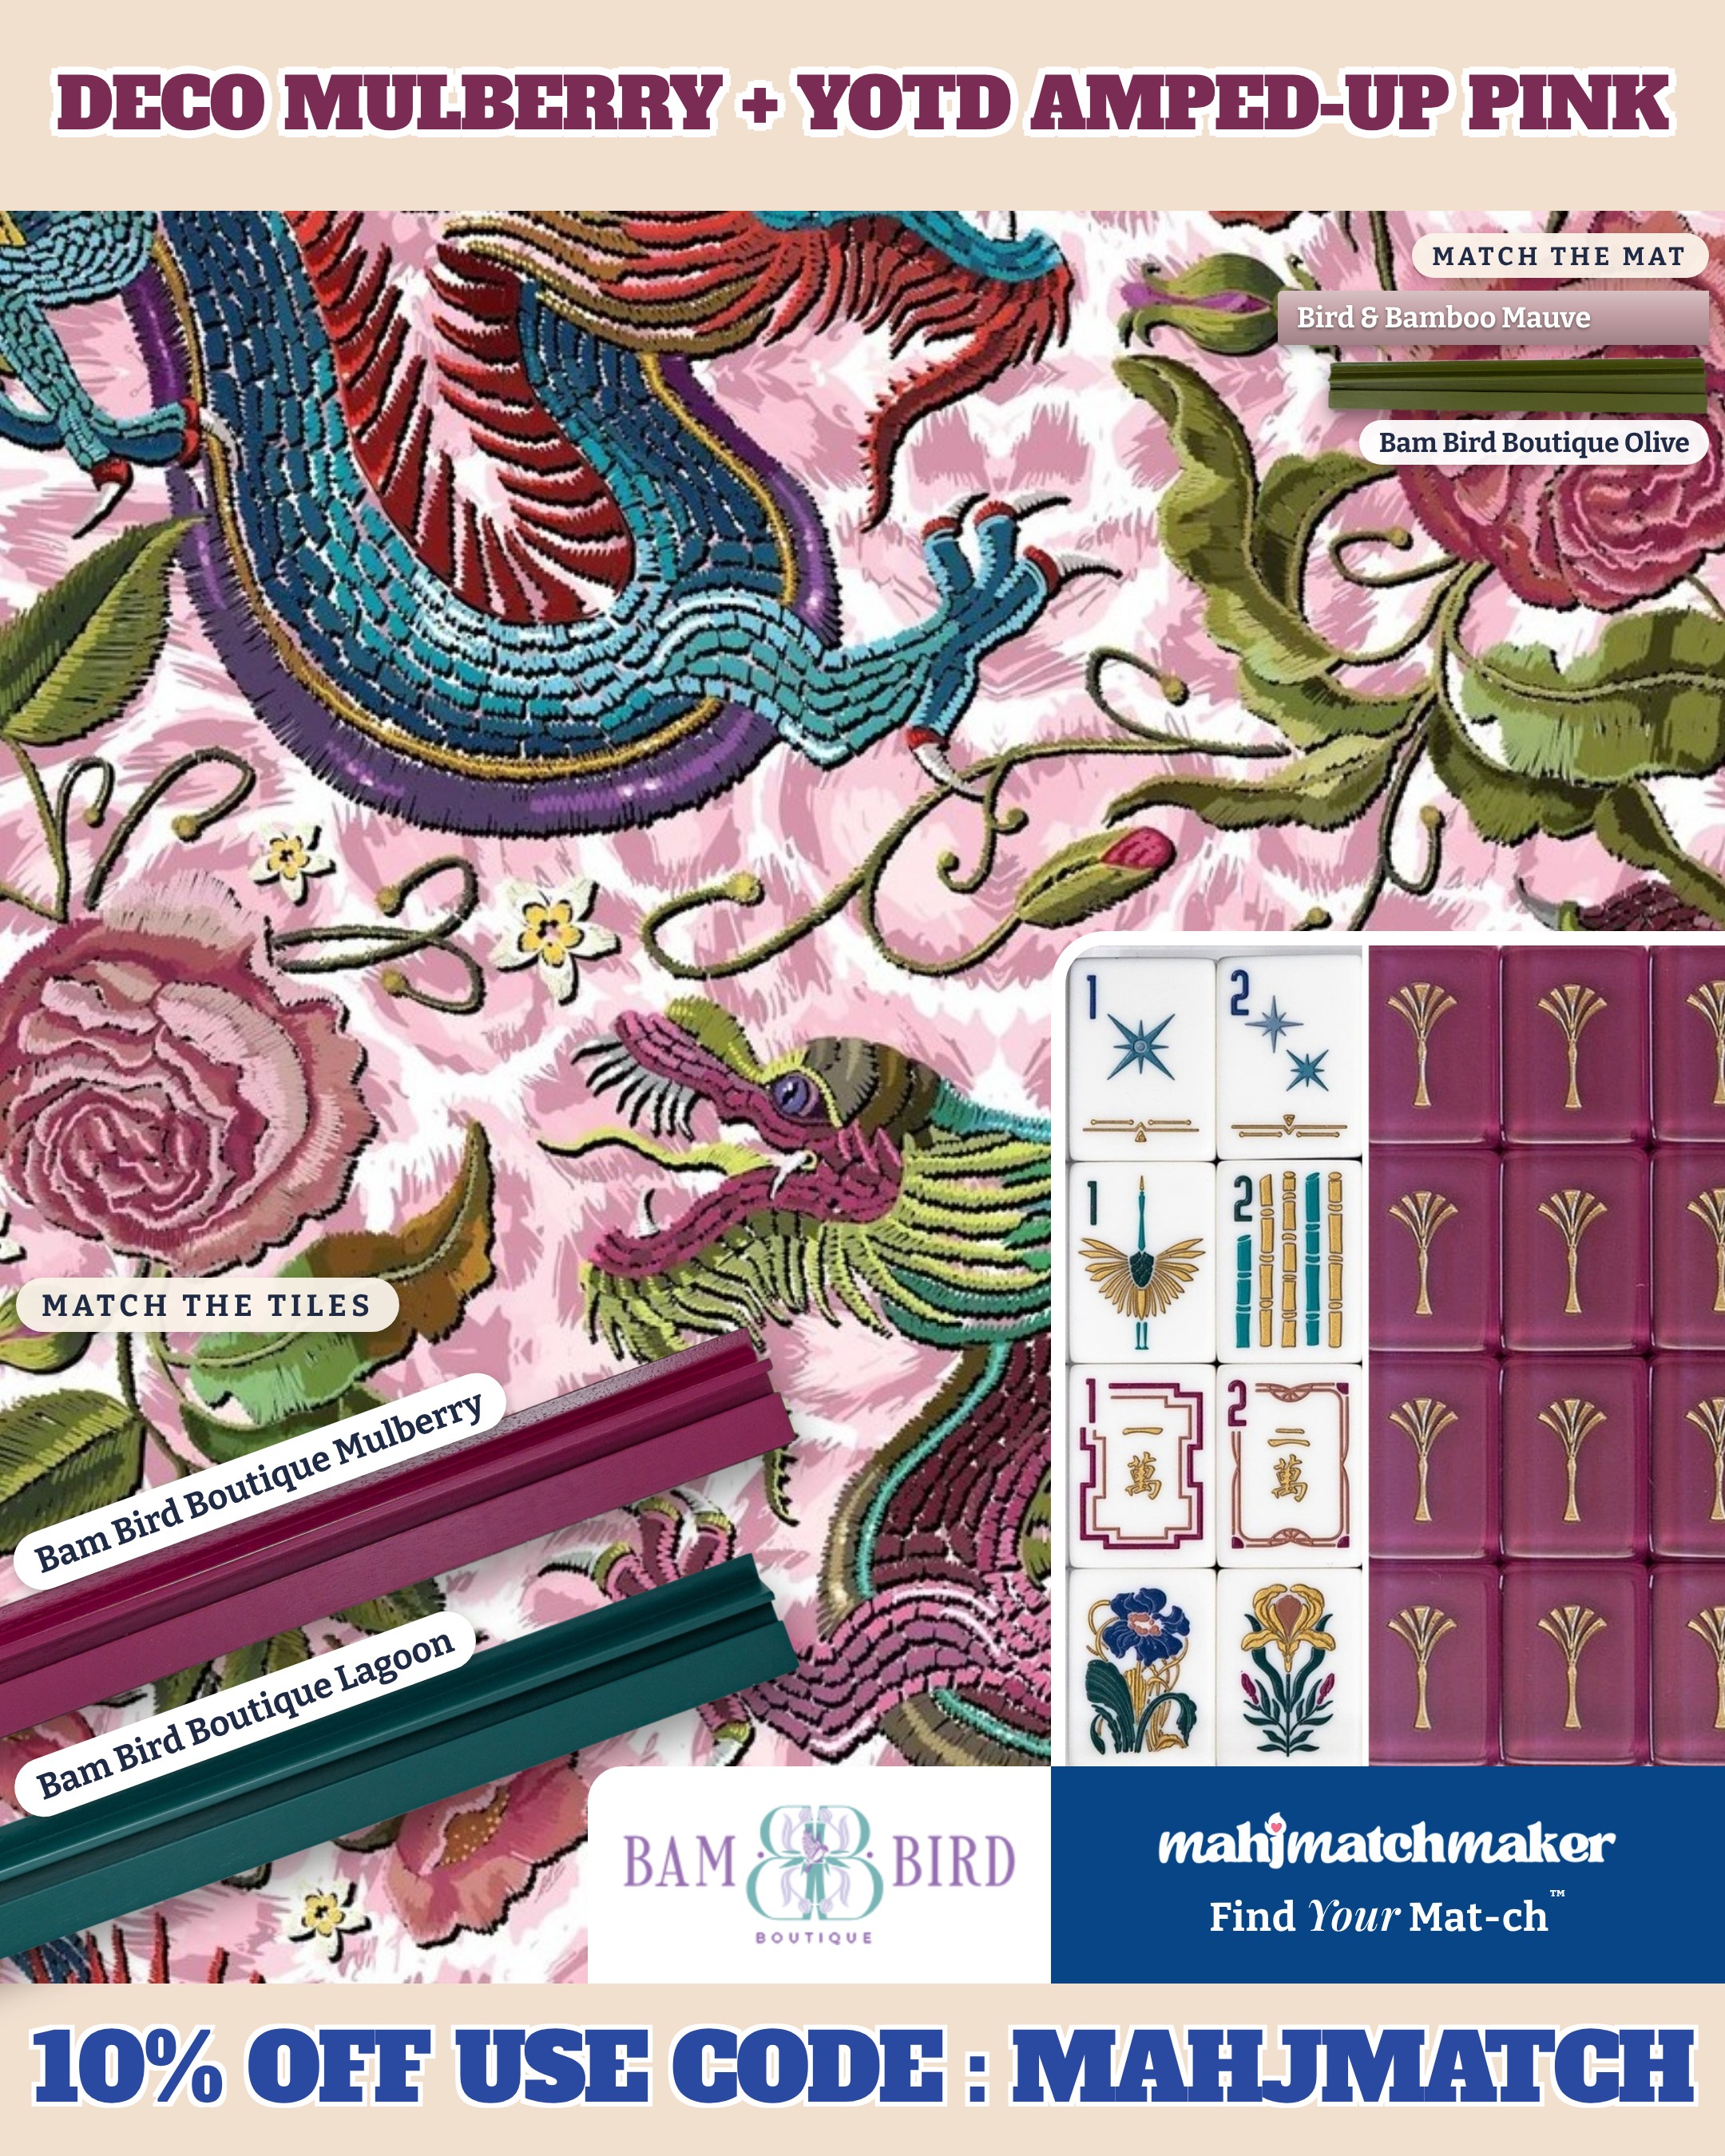 DECO MULBERRY + YOTD AMPED-UP PINK
MATCH THE MAT
Bird & Bamboo Mauve
Bam Bird Boutique Olive
1 2
1 2
1 2
一萬 二萬
MATCH THE TILES
Bam Bird Boutique Mulberry
Bam Bird Boutique Lagoon
BAM BIRD
BOUTIQUE
mahjmatchmaker
Find Your Mat-ch™
10% OFF USE CODE : MAHJMATCH